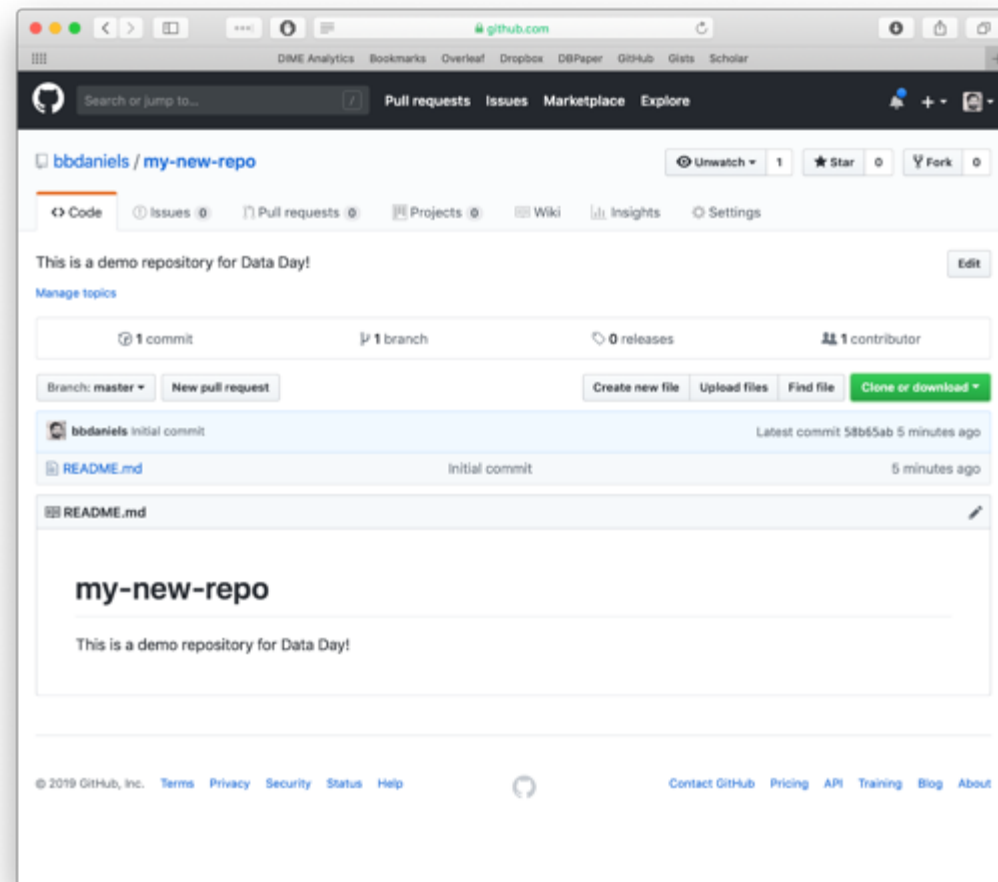 github.com
DIME Analytics Bookmarks Overleaf Dropbox DBPaper GitHub Gists Scholar
Search or jump to... / Pull requests Issues Marketplace Explore
bbdaniels / my-new-repo Unwatch 1 Star 0 Fork 0
<> Code Issues 0 Pull requests 0 Projects 0 Wiki Insights Settings
This is a demo repository for Data Day! Edit
Manage topics
1 commit 1 branch 0 releases 1 contributor
Branch: master New pull request Create new file Upload files Find file Clone or download
bbdaniels Initial commit Latest commit 58b65ab 5 minutes ago
README.md Initial commit 5 minutes ago
README.md
my-new-repo
This is a demo repository for Data Day!
© 2019 GitHub, Inc. Terms Privacy Security Status Help Contact GitHub Pricing API Training Blog About